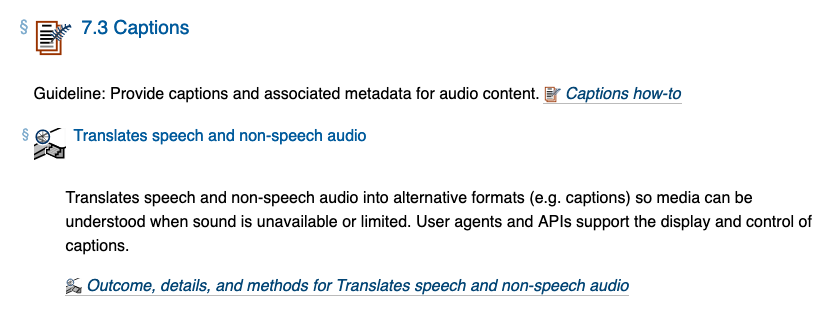 § 7.3 Captions
Guideline: Provide captions and associated metadata for audio content. Captions how-to
§ Translates speech and non-speech audio
Translates speech and non-speech audio into alternative formats (e.g. captions) so media can be
understood when sound is unavailable or limited. User agents and APIs support the display and control of
captions.
Outcome, details, and methods for Translates speech and non-speech audio